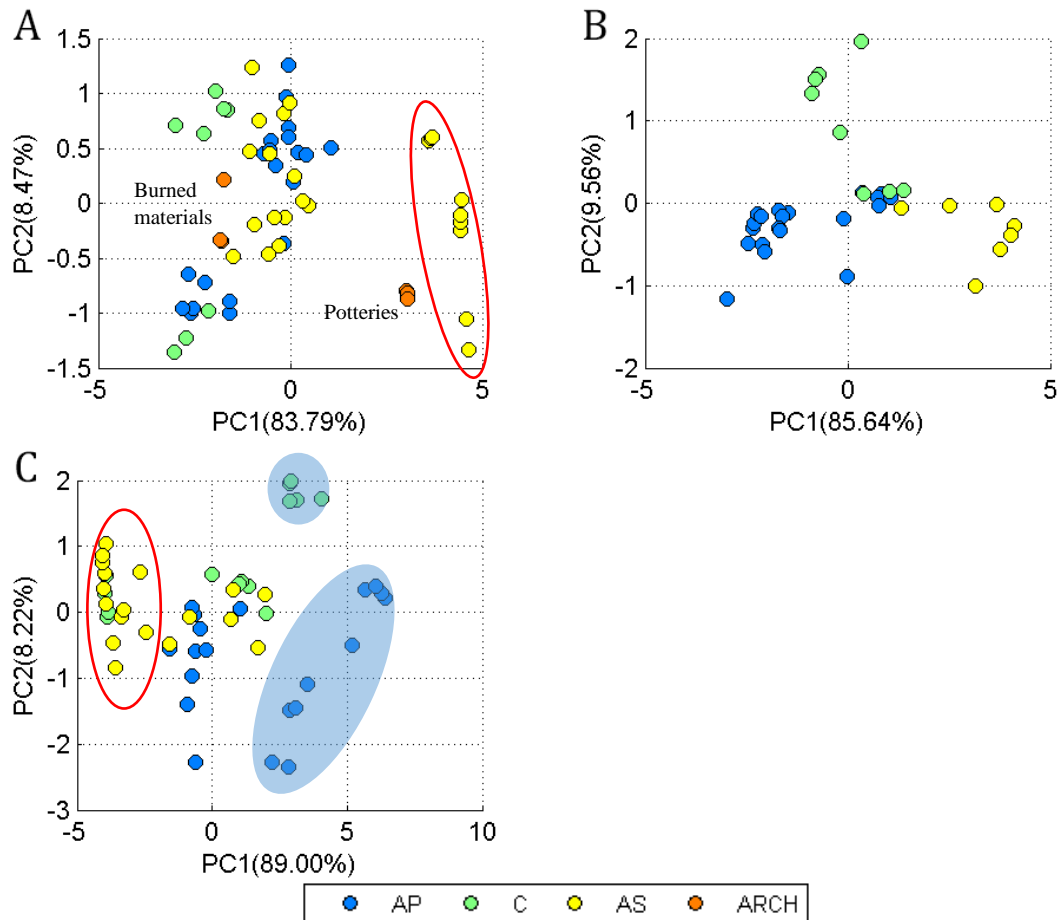 A
1.5
1
0.5
0
-0.5
-1
-1.5
-5
0
5
PC2(8.47%)
PC1(83.79%)
Burned
materials
Potteries
B
2
1
0
-1
-2
-5
0
5
PC2(9.56%)
PC1(85.64%)
C
2
1
0
-1
-2
-3
-5
0
5
10
PC2(8.22%)
PC1(89.00%)
AP C AS ARCH